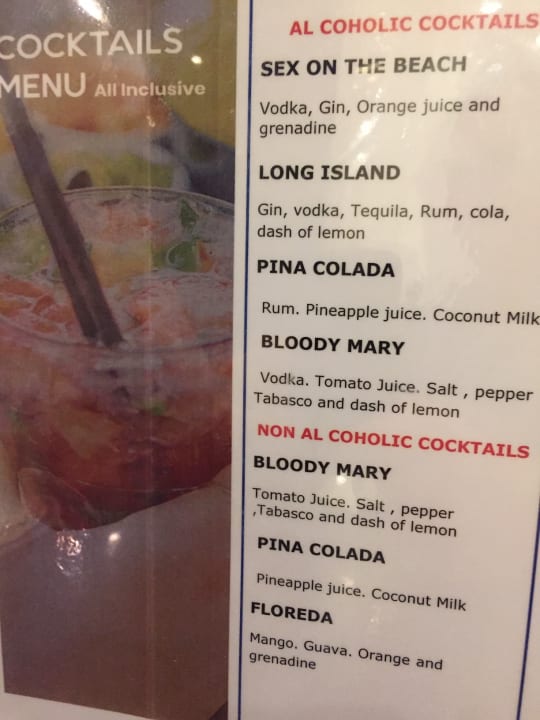 COCKTAILS
MENU All Inclusive
AL COHOLIC COCKTAILS
SEX ON THE BEACH
Vodka, Gin, Orange juice and
grenadine
LONG ISLAND
Gin, vodka, Tequila, Rum, cola,
dash of lemon
PINA COLADA
Rum. Pineapple juice. Coconut Milk
BLOODY MARY
Vodka. Tomato Juice. Salt , pepper
Tabasco and dash of lemon
NON AL COHOLIC COCKTAILS
BLOODY MARY
Tomato Juice. Salt , pepper
,Tabasco and dash of lemon
PINA COLADA
Pineapple juice. Coconut Milk
FLOREDA
Mango. Guava. Orange and
grenadine